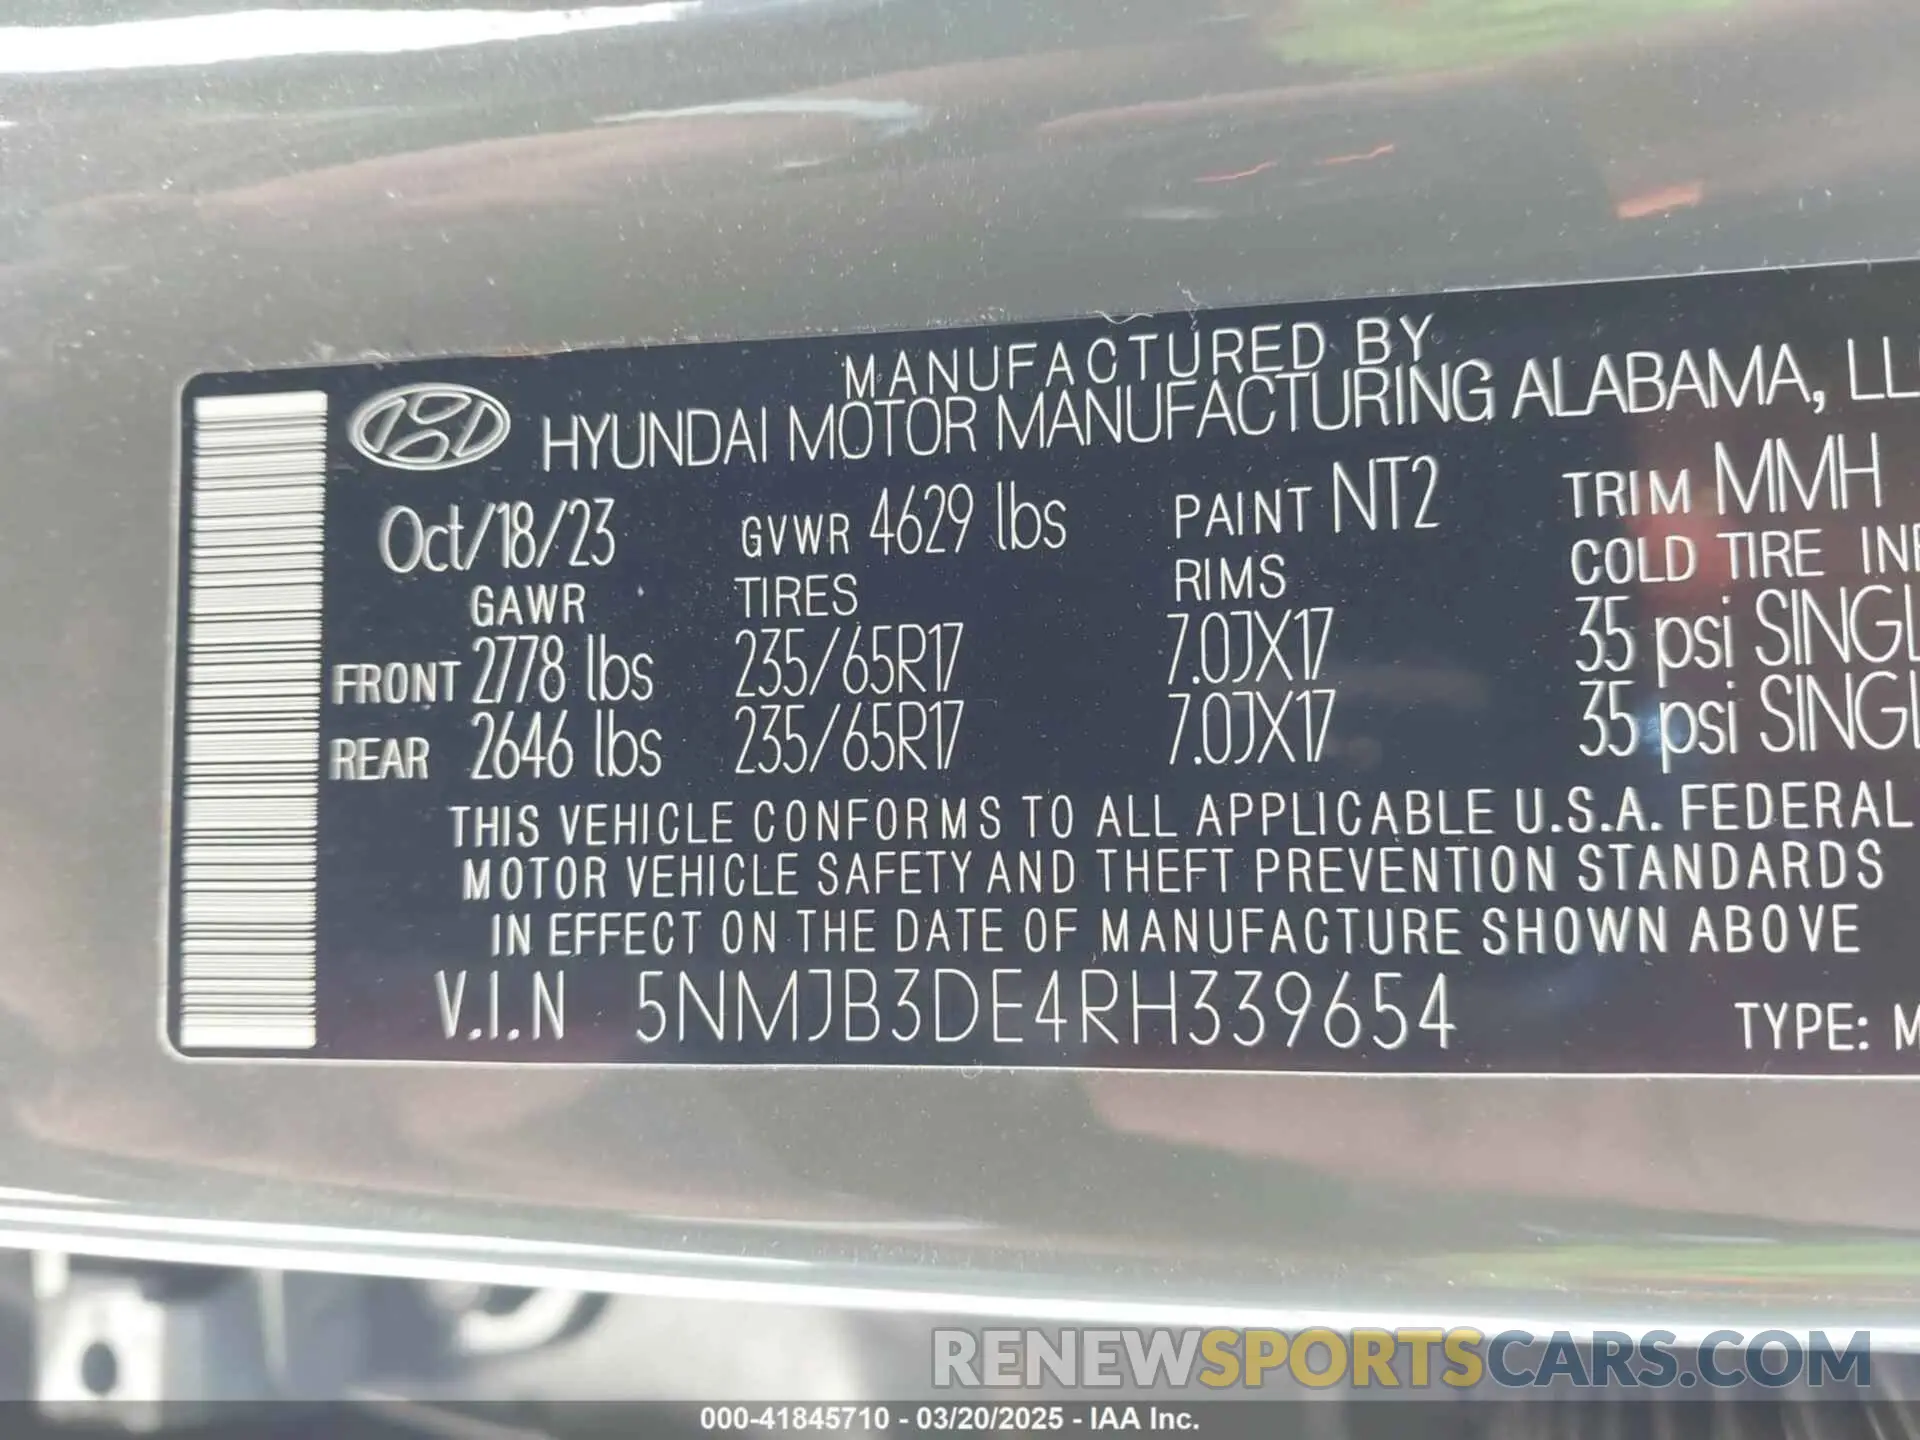 MANUFACTURED BY
HYUNDAI MOTOR MANUFACTURING ALABAMA, LL
Oct/18/23 GVWR 4629 lbs PAINT NT2 TRIM MMH
GAWR TIRES RIMS COLD TIRE IN
FRONT 2778 lbs 235/65R17 7.0JX17 35 psi SINGL
REAR 2646 lbs 235/65R17 7.0JX17 35 psi SINGL
THIS VEHICLE CONFORMS TO ALL APPLICABLE U.S.A. FEDERAL
MOTOR VEHICLE SAFETY AND THEFT PREVENTION STANDARDS
IN EFFECT ON THE DATE OF MANUFACTURE SHOWN ABOVE
V.I.N 5NMJB3DE4RH339654 TYPE: M
RENEWSPORTSCARS.COM
000-41845710 - 03/20/2025 - IAA Inc.